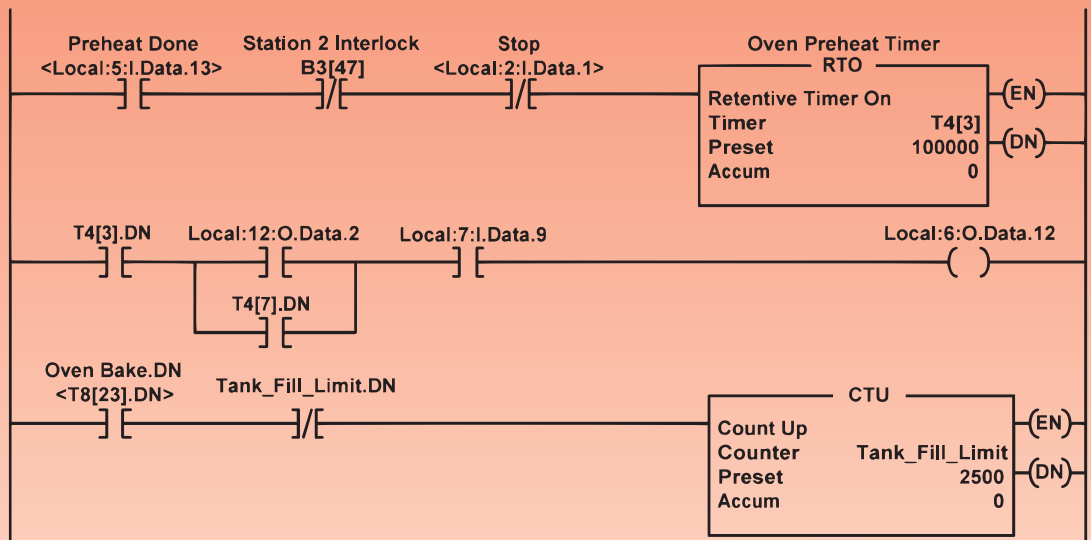 Preheat Done
<Local:5:I.Data.13>
Station 2 Interlock
B3[47]
Stop
<Local:2:I.Data.1>
Oven Preheat Timer
RTO
Retentive Timer On
Timer T4[3]
Preset 100000
Accum 0
(EN)
(DN)
T4[3].DN
Local:12:O.Data.2
T4[7].DN
Local:7:I.Data.9
Local:6:O.Data.12
Oven Bake.DN
<T8[23].DN>
Tank_Fill_Limit.DN
CTU
Count Up
Counter Tank_Fill_Limit
Preset 2500
Accum 0
(EN)
(DN)